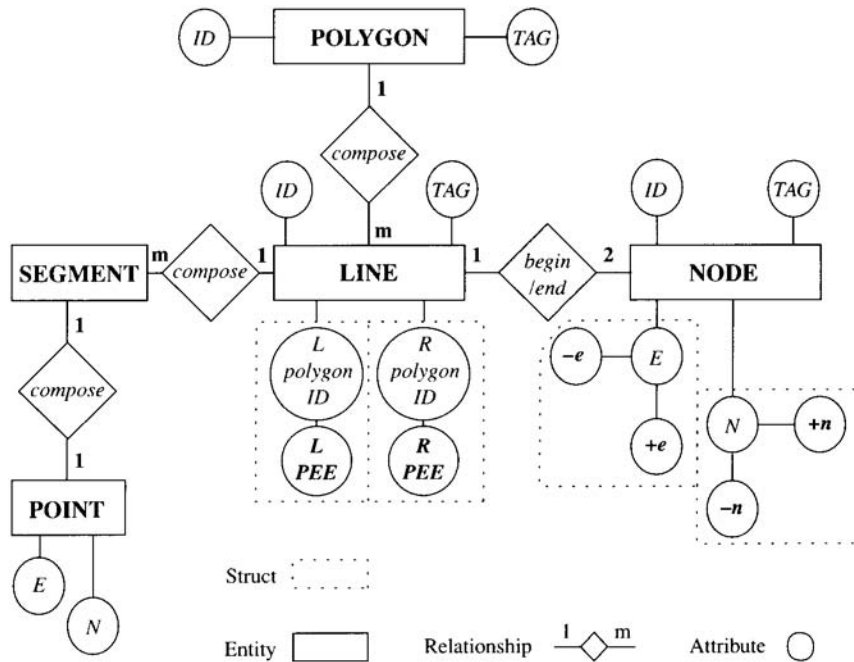 ID
POLYGON
TAG
1
compose
ID
TAG
ID
TAG
m
SEGMENT
m
compose
1
LINE
1
begin
/end
2
NODE
1
L
polygon
ID
R
polygon
ID
–e
E
compose
N
+n
L
PEE
R
PEE
+e
1
–n
POINT
E
N
Struct
Entity
Relationship
1
m
Attribute